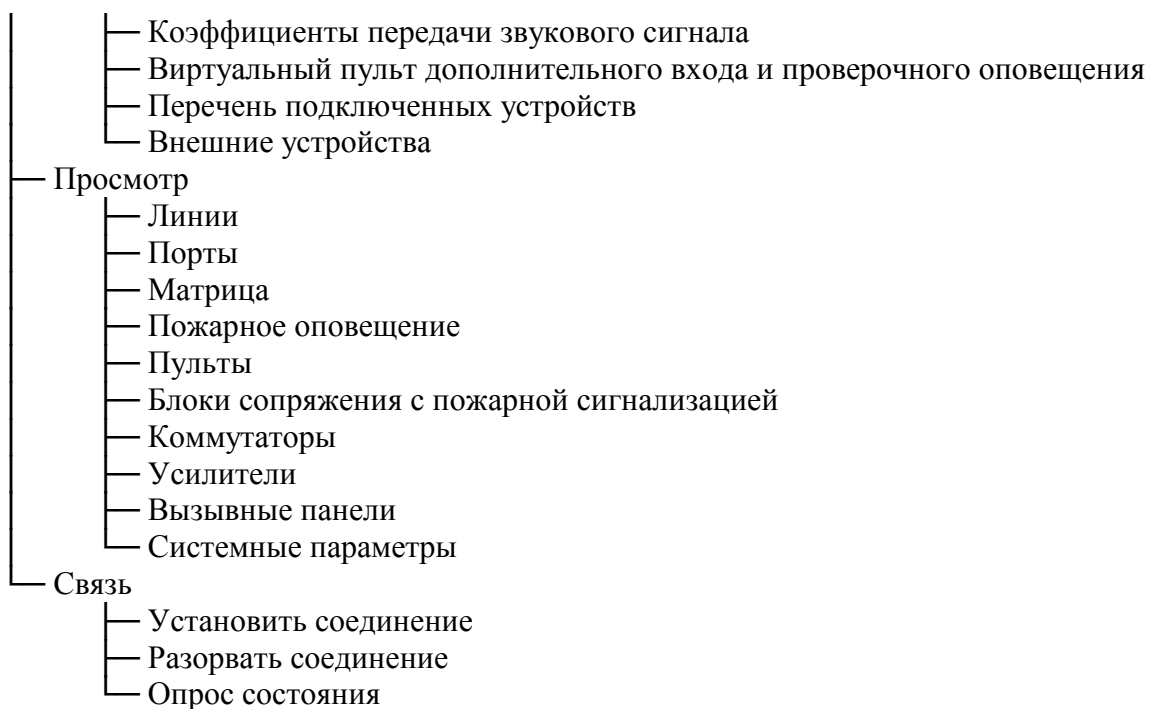 Коэффициенты передачи звукового сигнала
Виртуальный пульт дополнительного входа и проверочного оповещения
Перечень подключенных устройств
Внешние устройства
Просмотр
Линии
Порты
Матрица
Пожарное оповещение
Пульты
Блоки сопряжения с пожарной сигнализацией
Коммутаторы
Усилители
Вызывные панели
Системные параметры
Связь
Установить соединение
Разорвать соединение
Опрос состояния